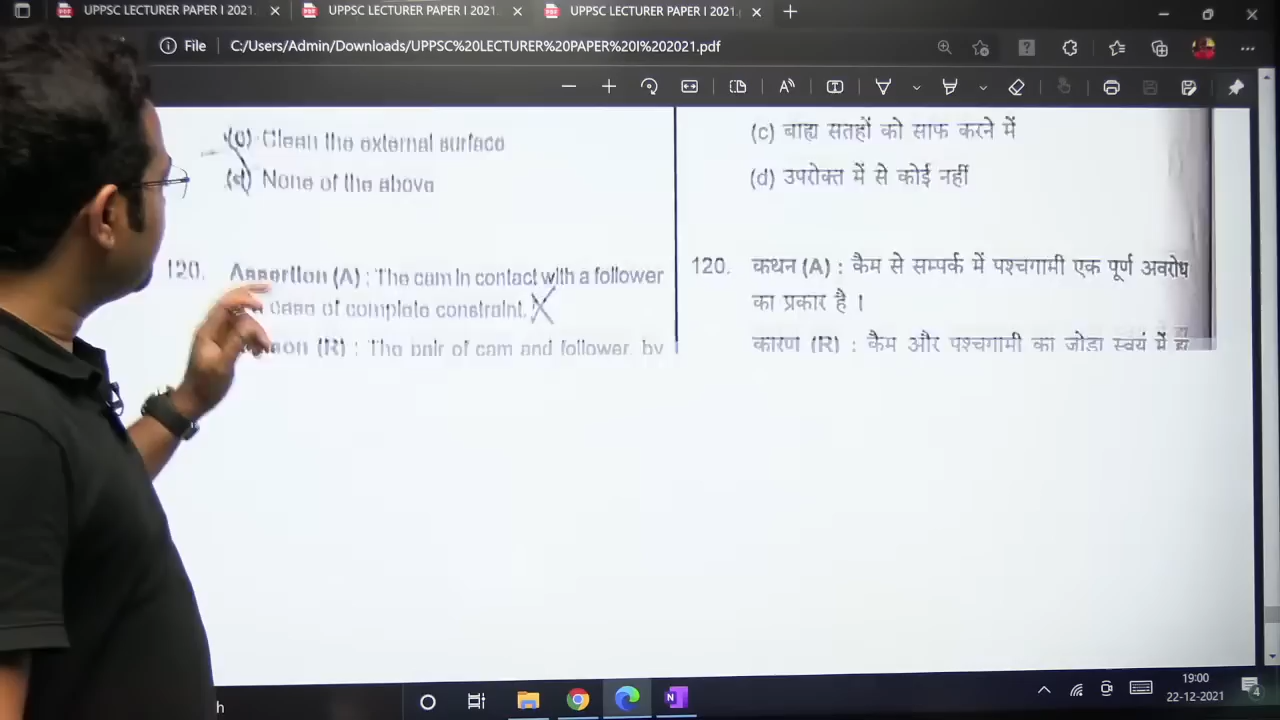 UPPSC LECTURER PAPER I 2021
UPPSC LECTURER PAPER I 2021
UPPSC LECTURER PAPER I 2021.
File
C:/Users/Admin/Downloads/UPPSC%20LECTURER%20PAPER%20I%202021.pdf
(c) Clean the external surface
(d) None of the above
120. Assertion (A) : The cam in contact with a follower
case of complete constraint.
(R) : The pair of cam and follower, by
(c) बाह्य सतहों को साफ करने में
(d) उपरोक्त में से कोई नहीं
120. कथन (A) : कैम से सम्पर्क में पश्चगामी एक पूर्ण अवरोध
का प्रकार है ।
कारण (R) : कैम और पश्चगामी का जोड़ा स्वयं में
h
19:00
22-12-2021
4